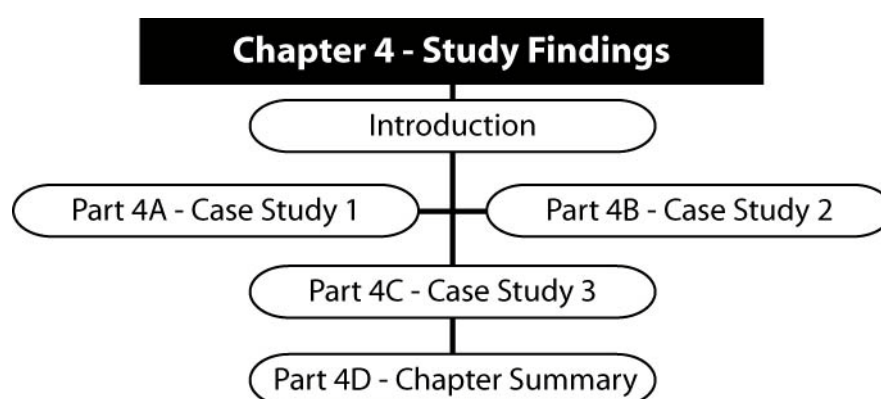 Chapter 4 - Study Findings
Introduction
Part 4A - Case Study 1
Part 4B - Case Study 2
Part 4C - Case Study 3
Part 4D - Chapter Summary